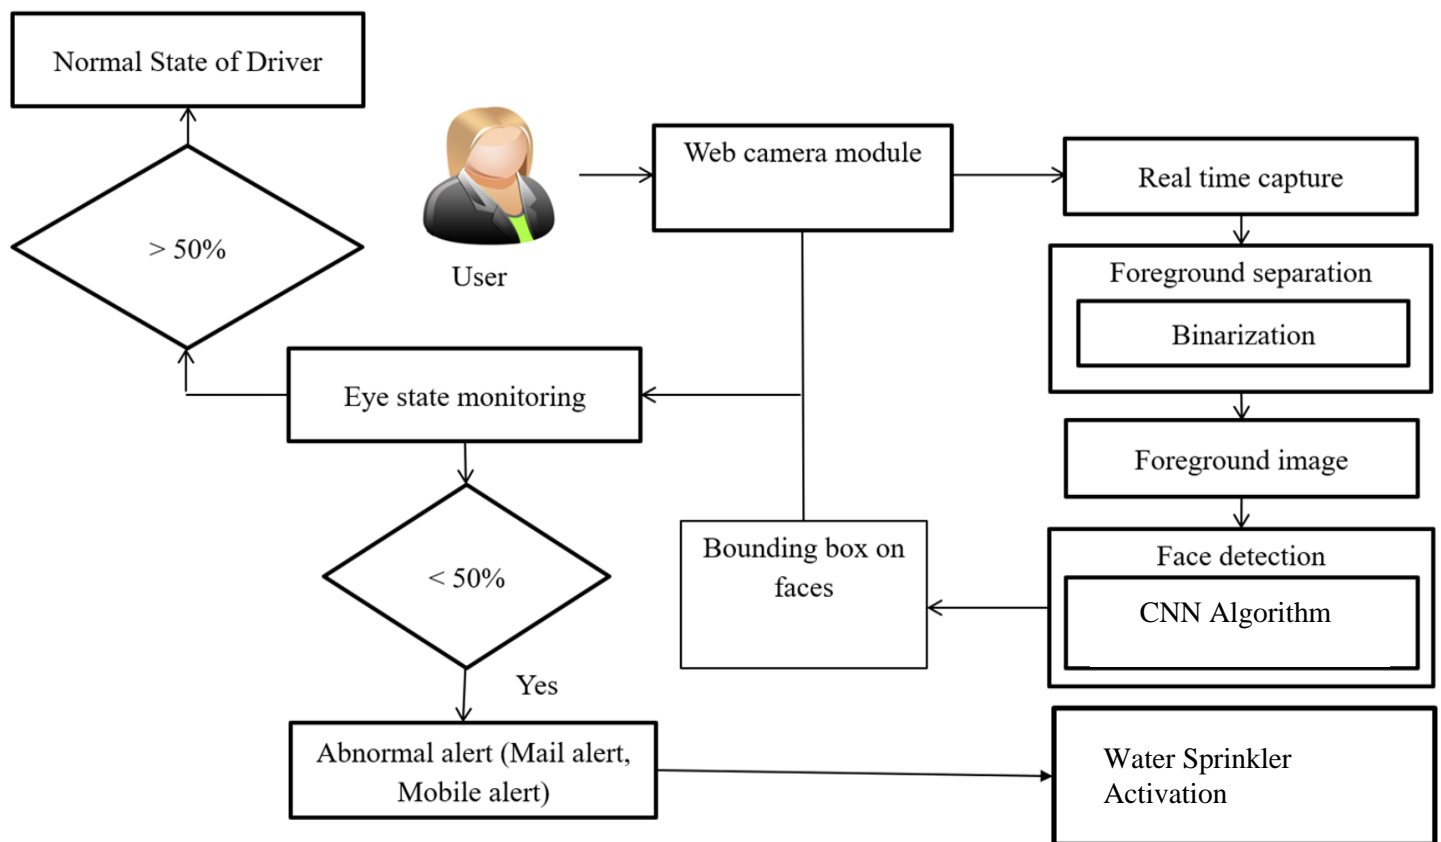 Normal State of Driver
> 50%
User
Web camera module
Real time capture
Foreground separation
Binarization
Foreground image
Face detection
CNN Algorithm
Bounding box on
faces
Eye state monitoring
< 50%
Yes
Abnormal alert (Mail alert,
Mobile alert)
Water Sprinkler
Activation